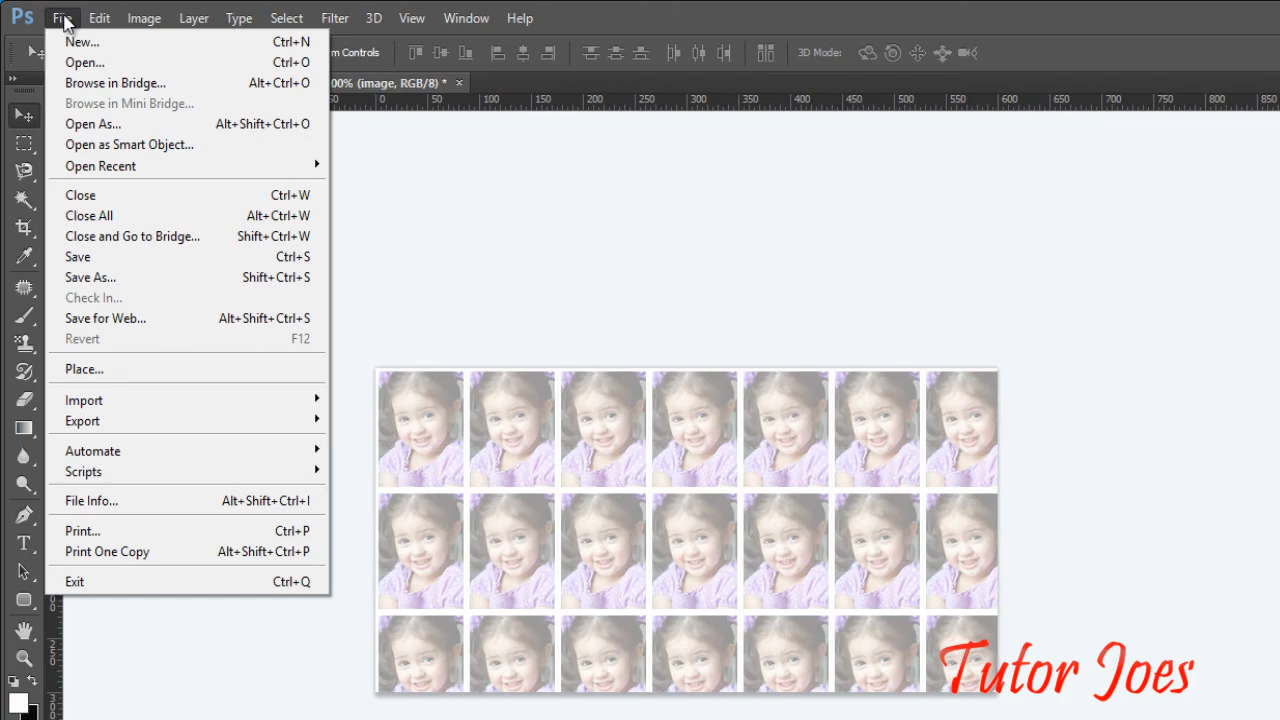 Ps File Edit Image Layer Type Select Filter 3D View Window Help
m Controls 3D Mode:
00% (image, RGB/8) * ×
50 0 50 100 150 200 250 300 350 400 450 500 550 600 650 700 750 800 850
New... Ctrl+N
Open... Ctrl+O
Browse in Bridge... Alt+Ctrl+O
Browse in Mini Bridge...
Open As... Alt+Shift+Ctrl+O
Open as Smart Object...
Open Recent
Close Ctrl+W
Close All Alt+Ctrl+W
Close and Go to Bridge... Shift+Ctrl+W
Save Ctrl+S
Save As... Shift+Ctrl+S
Check In...
Save for Web... Alt+Shift+Ctrl+S
Revert F12
Place...
Import
Export
Automate
Scripts
File Info... Alt+Shift+Ctrl+I
Print... Ctrl+P
Print One Copy Alt+Shift+Ctrl+P
Exit Ctrl+Q
Tutor Joes